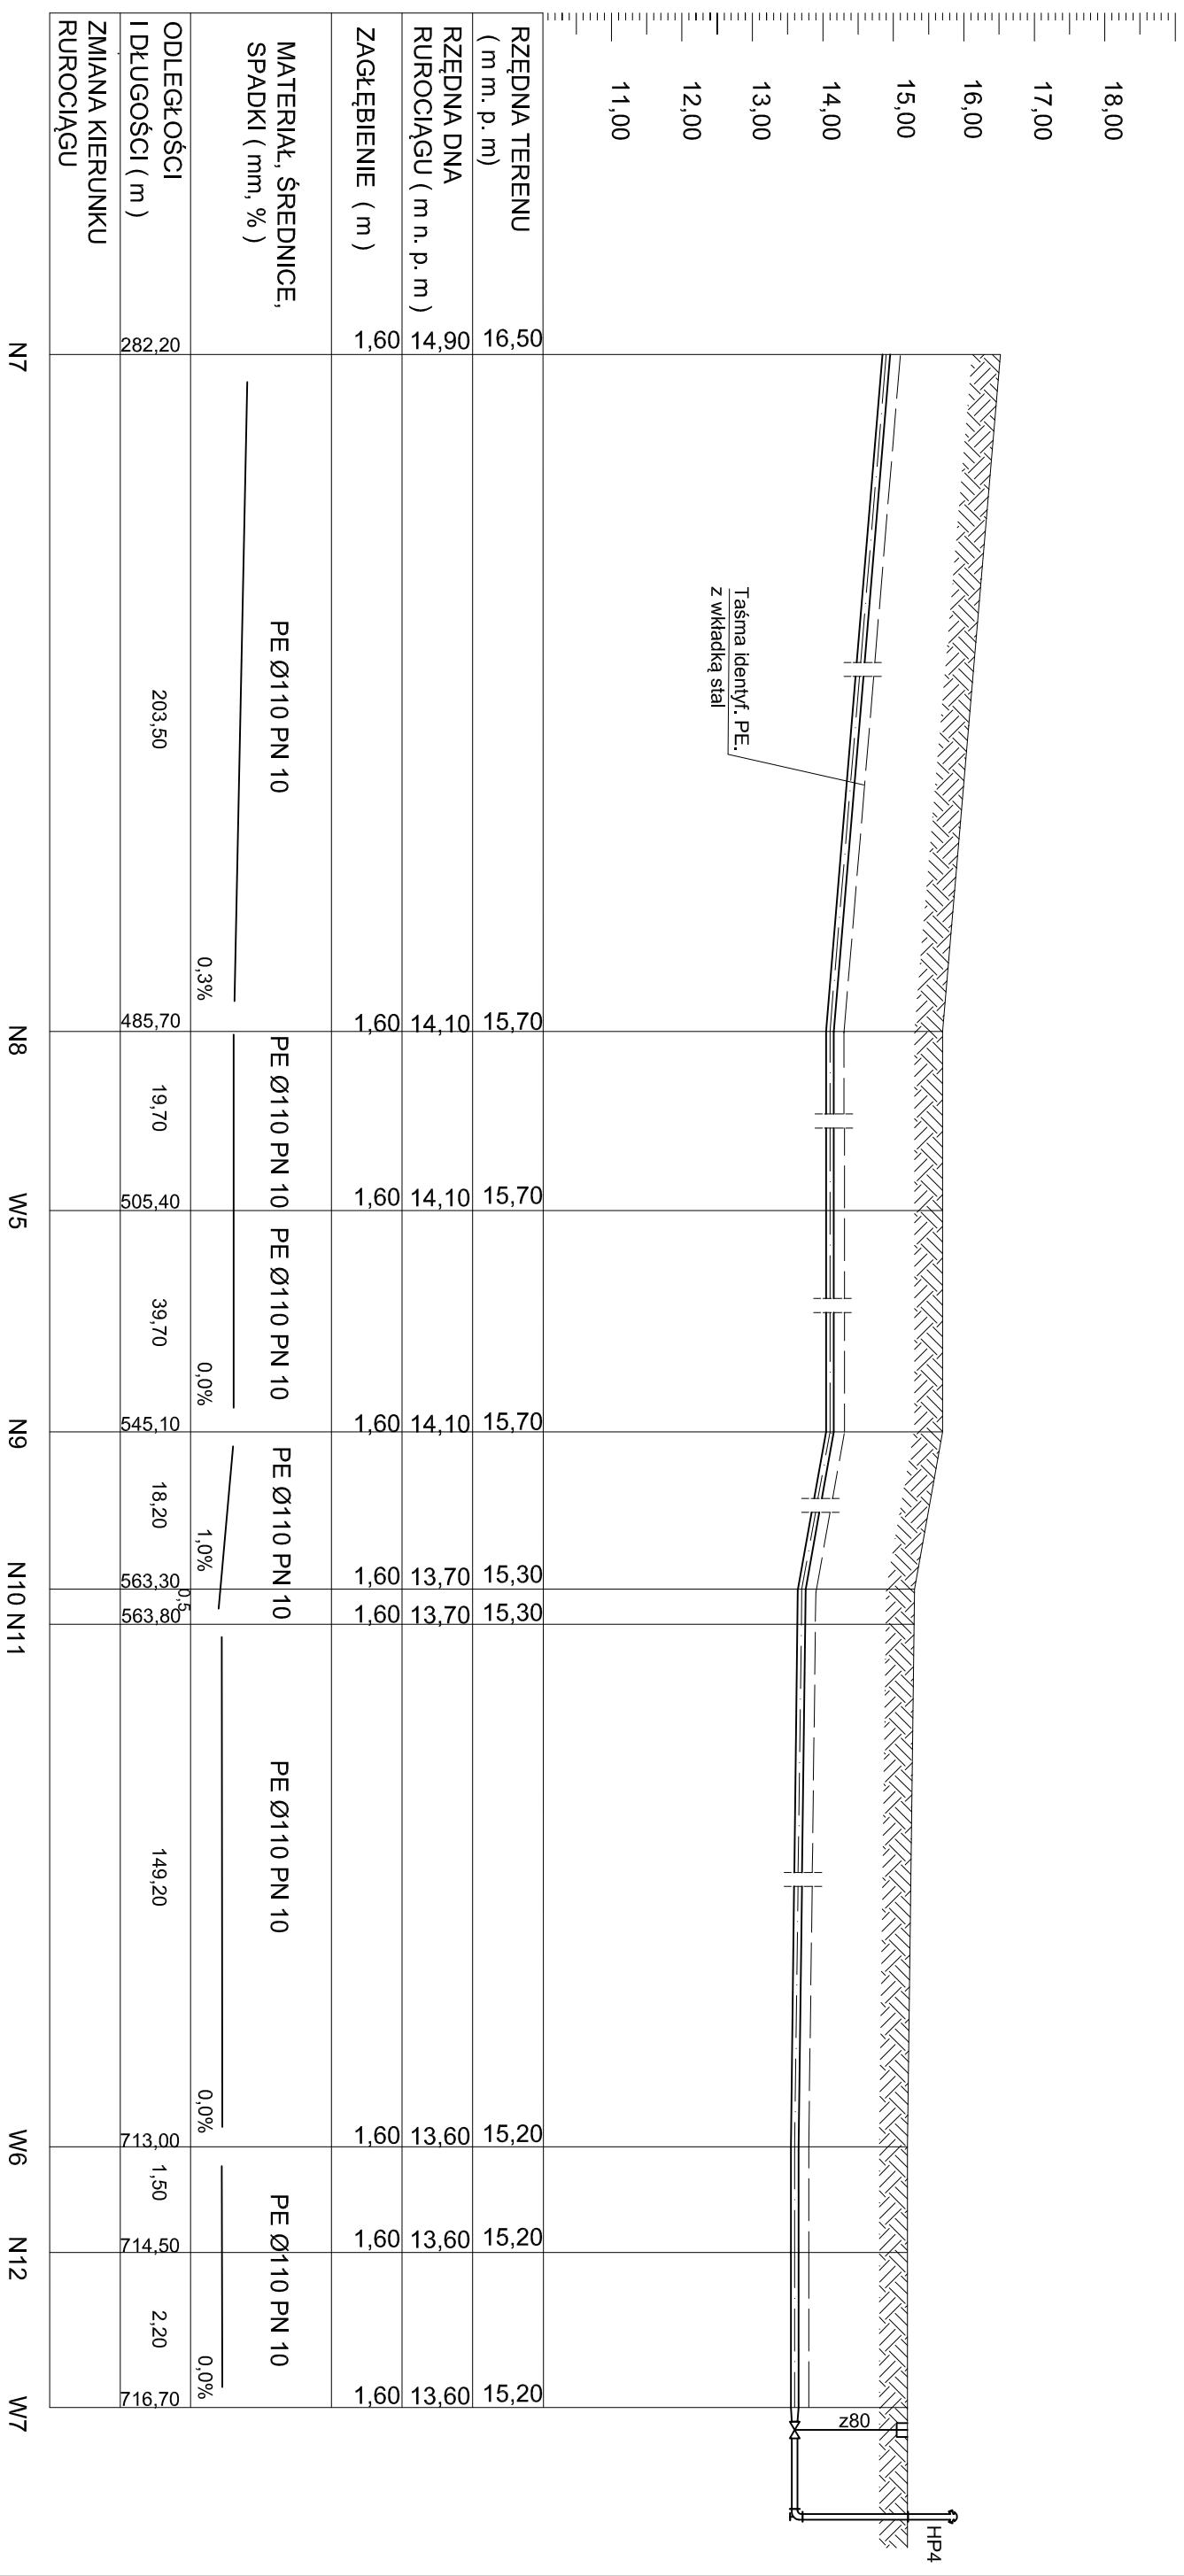 18,00
17,00
16,00
15,00
14,00
13,00
12,00
11,00
Taśma identyf. PE.
z wkładką stal
z80
HP4
RZĘDNA TERENU
( m m. p. m)
16,50
15,70
15,70
15,70
15,30
15,30
15,20
15,20
15,20
RZĘDNA DNA
RUROCIĄGU ( m n. p. m )
14,90
14,10
14,10
14,10
13,70
13,70
13,60
13,60
13,60
ZAGŁĘBIENIE ( m )
1,60
1,60
1,60
1,60
1,60
1,60
1,60
1,60
1,60
MATERIAŁ, ŚREDNICE,
SPADKI ( mm, % )
PE Ø110 PN 10
PE Ø110 PN 10
PE Ø110 PN 10
PE Ø110 PN 10
PE Ø110 PN 10
PE Ø110 PN 10
0,3%
0,0%
1,0%
0,0%
0,0%
ODLEGŁOŚCI
I DŁUGOŚCI ( m )
282,20
203,50
485,70
19,70
505,40
39,70
545,10
18,20
563,30
0,5
563,80
149,20
713,00
1,50
714,50
2,20
716,70
ZMIANA KIERUNKU
RUROCIĄGU
N7
N8
W5
N9
N10
N11
W6
N12
W7